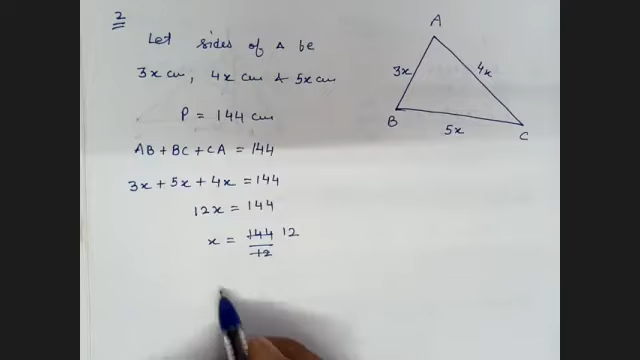 2
Let sides of Δ be
3x cm, 4x cm & 5x cm
P = 144 cm
AB + BC + CA = 144
3x + 5x + 4x = 144
12x = 144
x = 144/12 12
A
3x
4x
B
5x
C